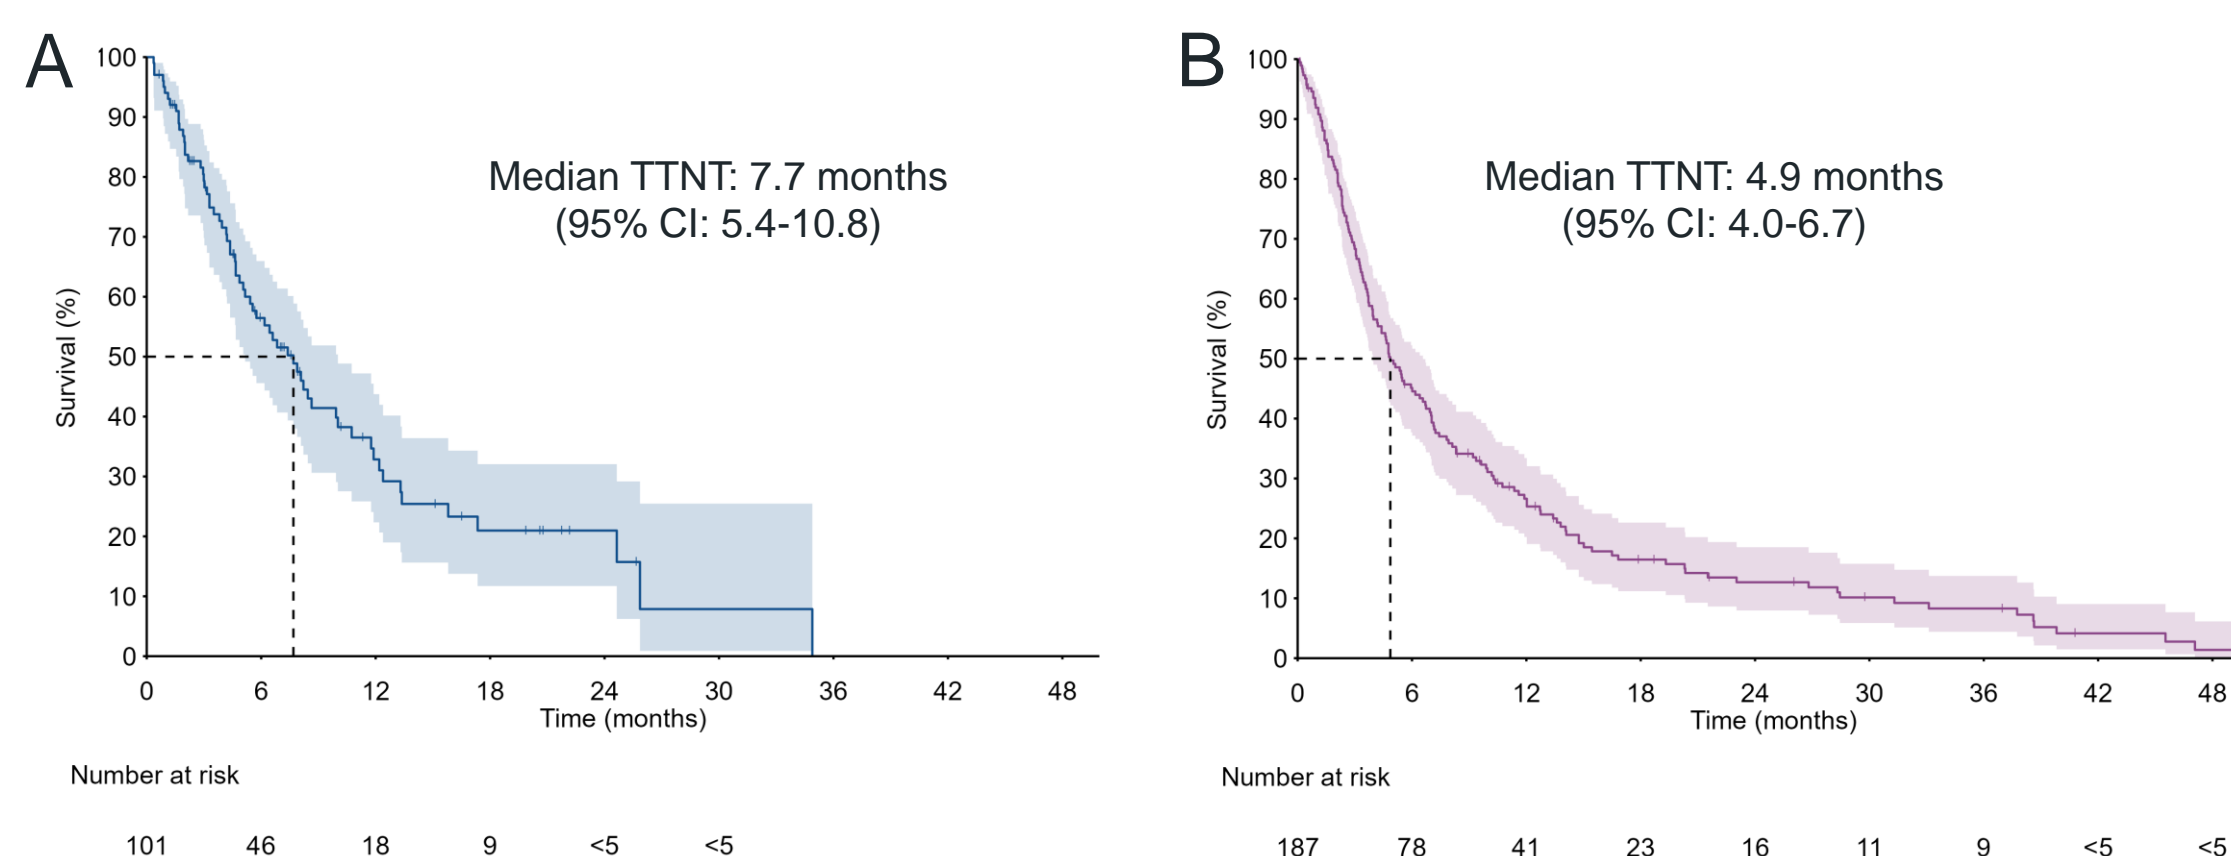 A
Median TTNT: 7.7 months
(95% CI: 5.4-10.8)
Survival (%)
100
90
80
70
60
50
40
30
20
10
0
0 6 12 18 24 30 36 42 48
Time (months)
Number at risk
101 46 18 9 <5 <5
B
Median TTNT: 4.9 months
(95% CI: 4.0-6.7)
Survival (%)
100
90
80
70
60
50
40
30
20
10
0
0 6 12 18 24 30 36 42 48
Time (months)
Number at risk
187 78 41 23 16 11 9 <5 <5